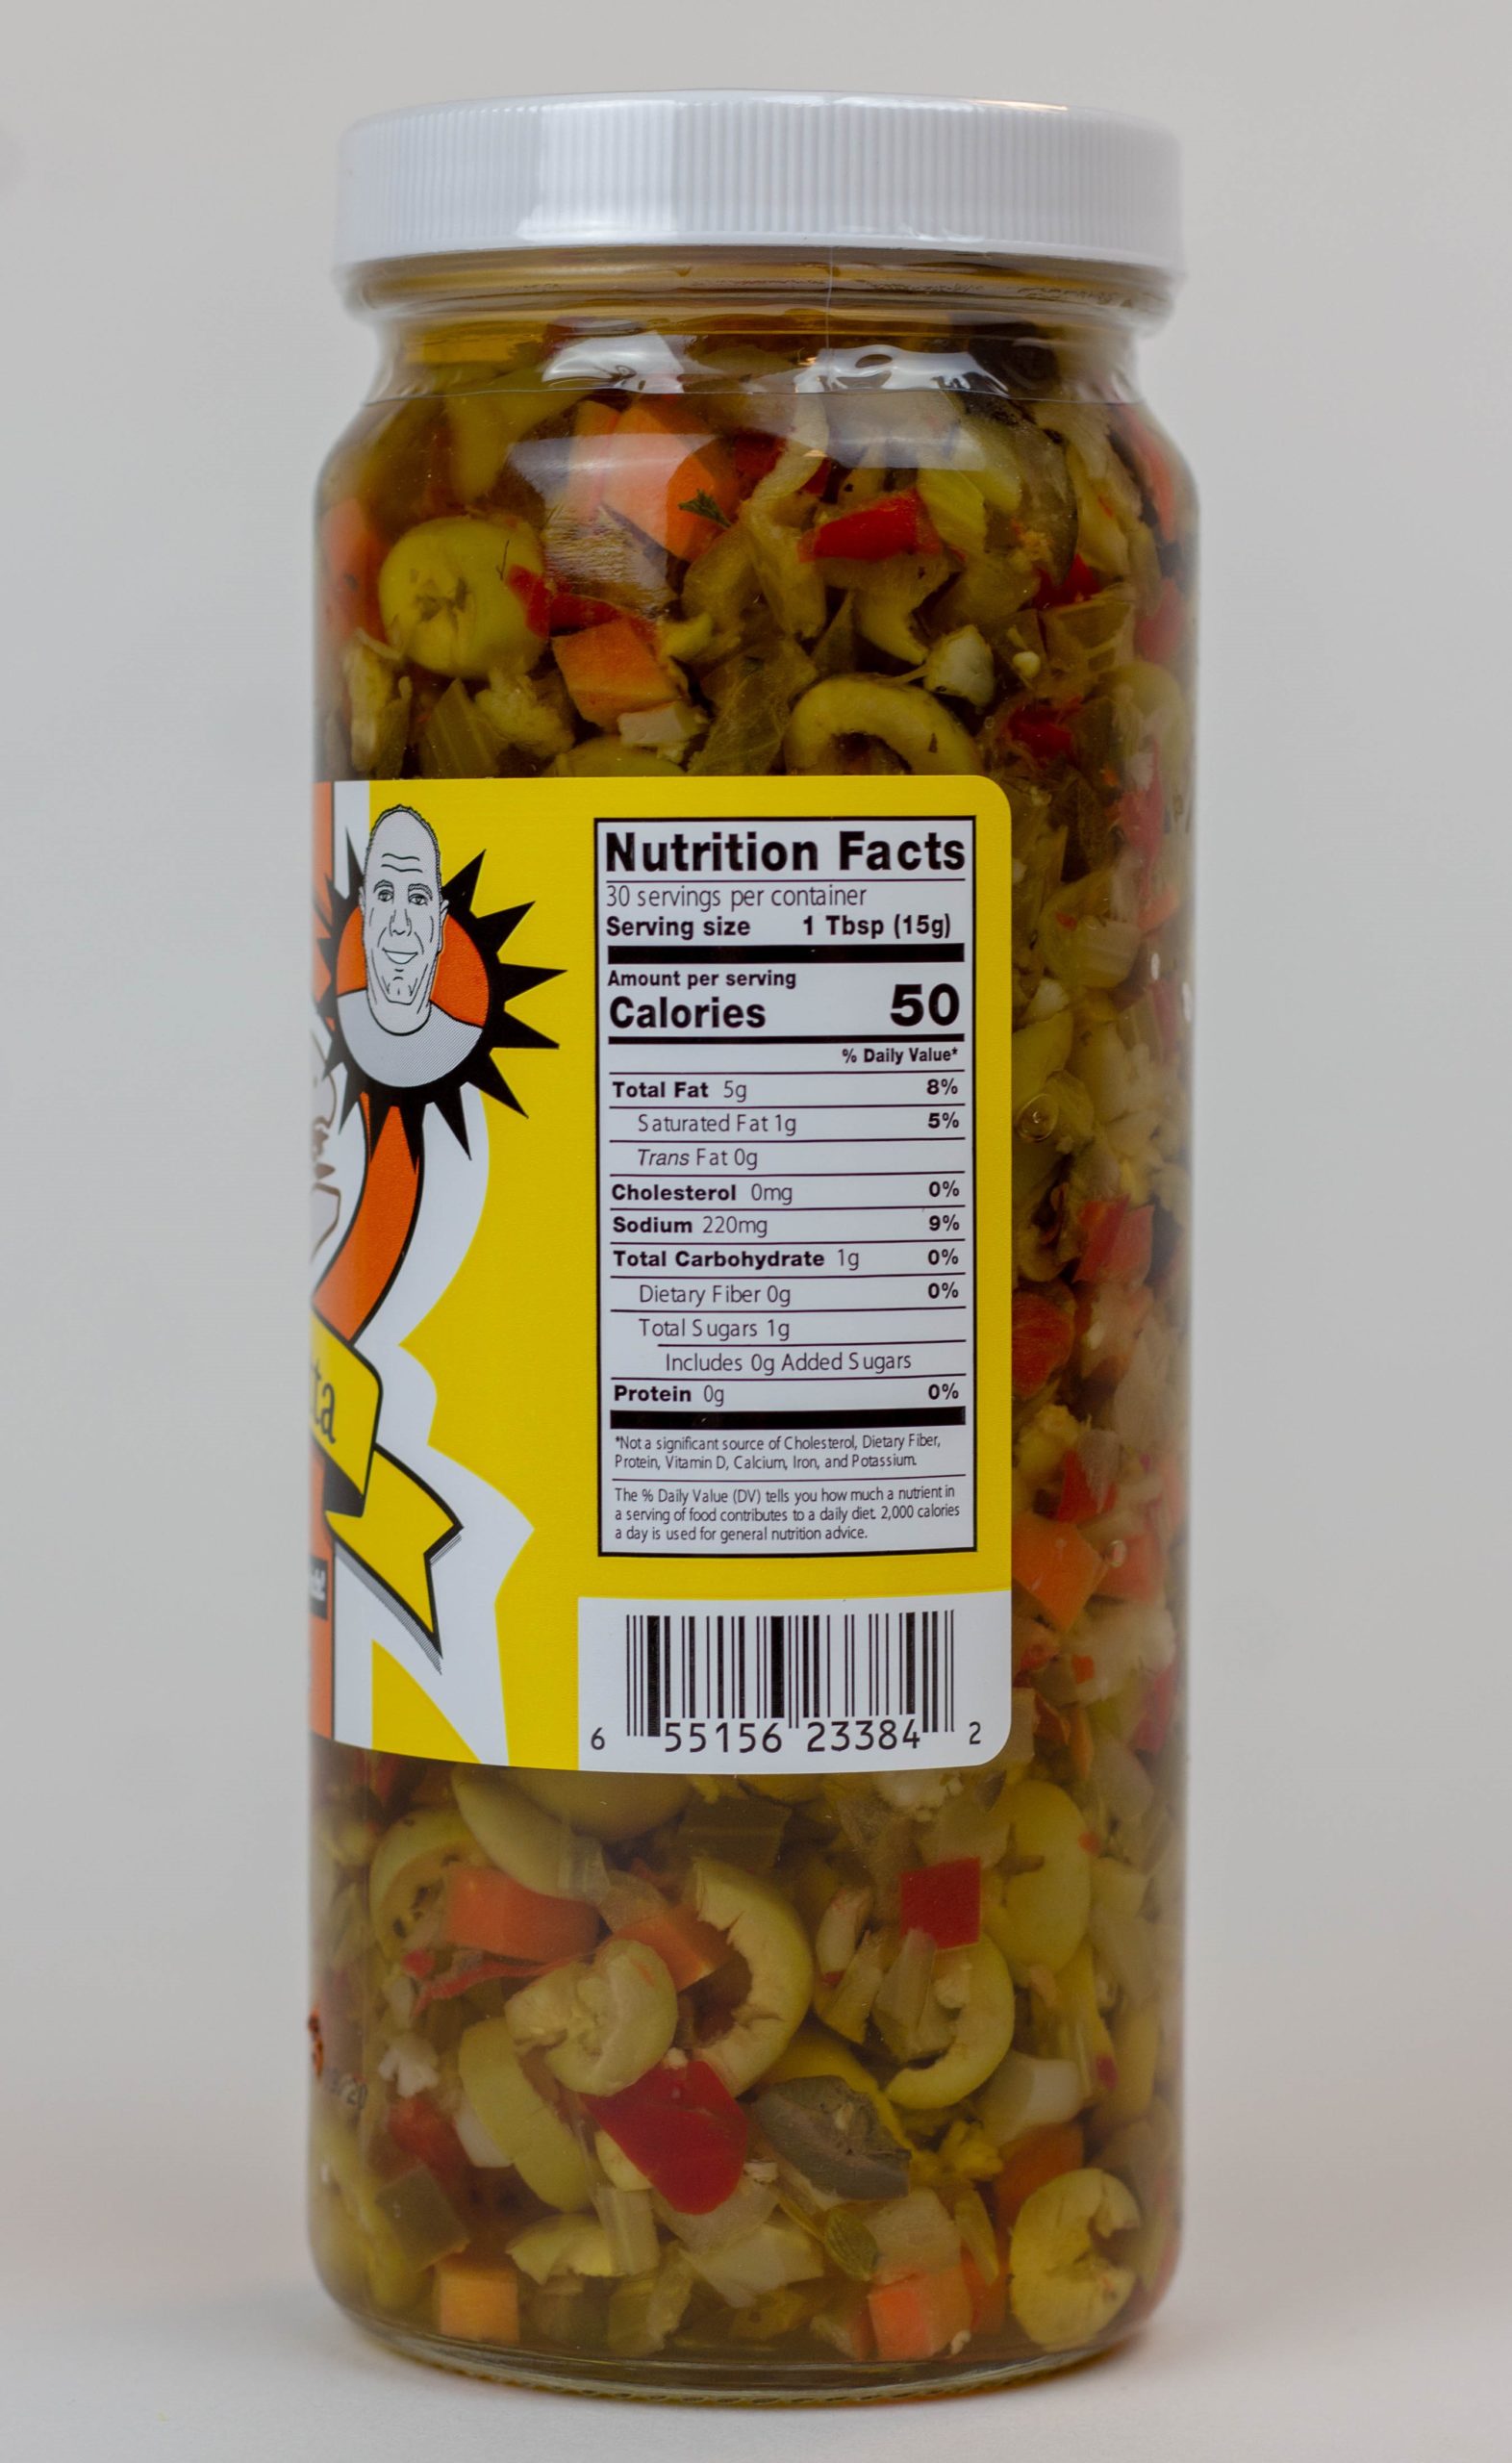 Nutrition Facts
30 servings per container
Serving size 1 Tbsp (15g)
Amount per serving
Calories 50
% Daily Value*
Total Fat 5g 8%
Saturated Fat 1g 5%
Trans Fat 0g
Cholesterol 0mg 0%
Sodium 220mg 9%
Total Carbohydrate 1g 0%
Dietary Fiber 0g 0%
Total Sugars 1g
Includes 0g Added Sugars
Protein 0g 0%
*Not a significant source of Cholesterol, Dietary Fiber,
Protein, Vitamin D, Calcium, Iron, and Potassium.
The % Daily Value (DV) tells you how much a nutrient in
a serving of food contributes to a daily diet. 2,000 calories
a day is used for general nutrition advice.
6 55156 23384 2
ta